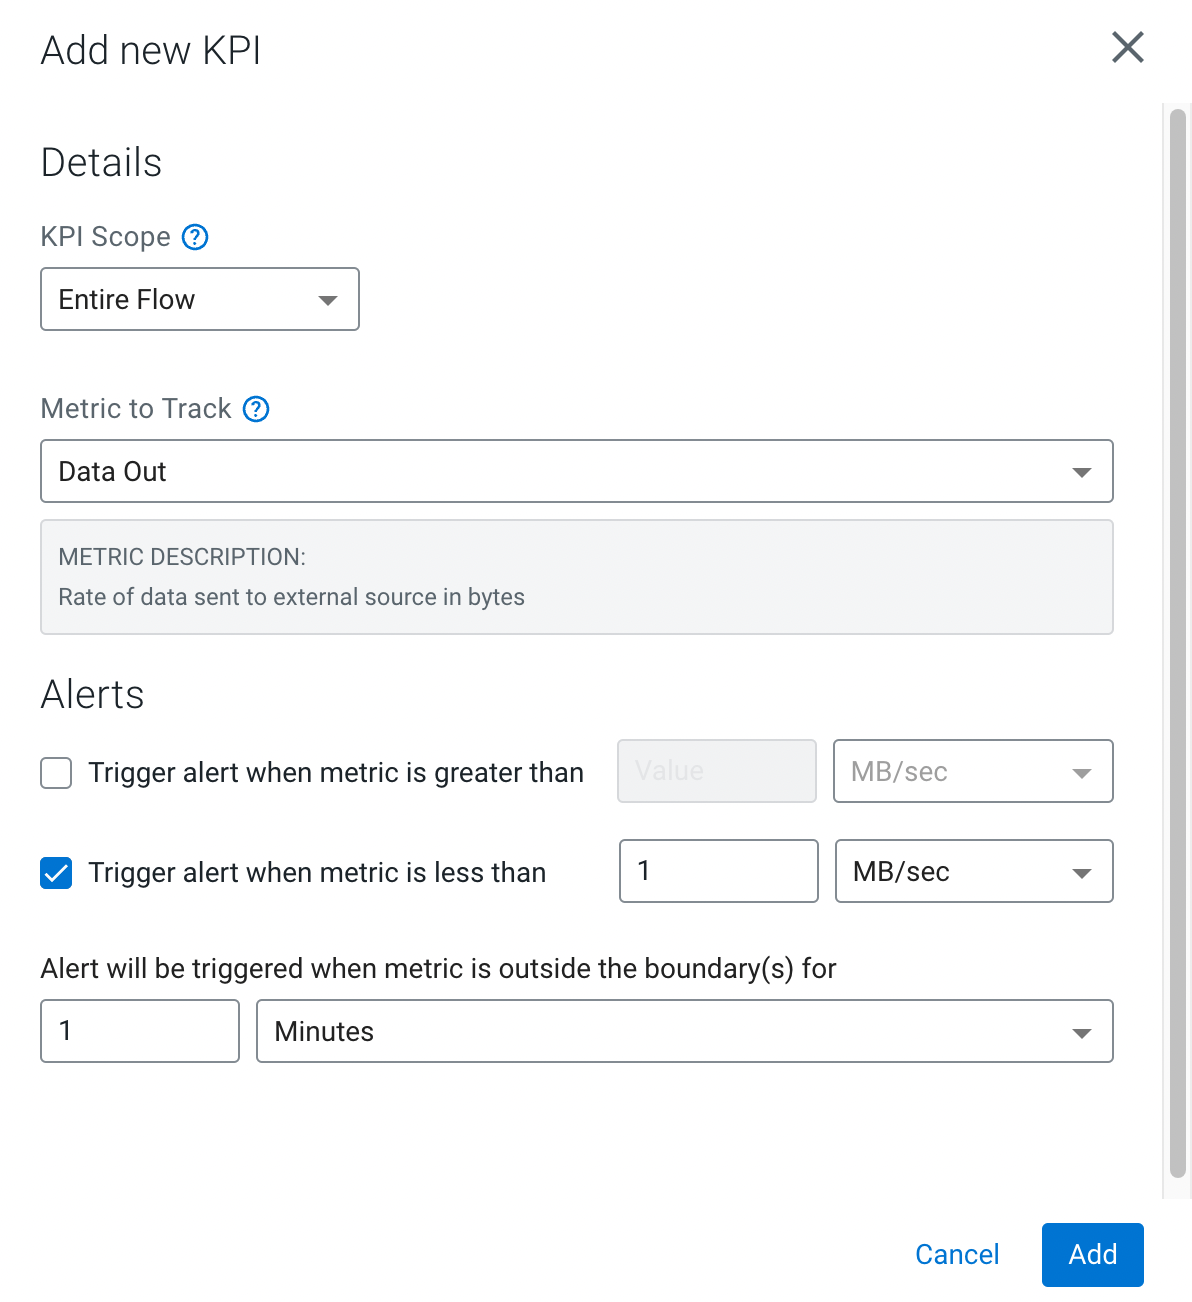 Add new KPI
Details
KPI Scope ?
Entire Flow
Metric to Track ?
Data Out
METRIC DESCRIPTION:
Rate of data sent to external source in bytes
Alerts
Trigger alert when metric is greater than Value MB/sec
Trigger alert when metric is less than 1 MB/sec
Alert will be triggered when metric is outside the boundary(s) for
1 Minutes
Cancel Add